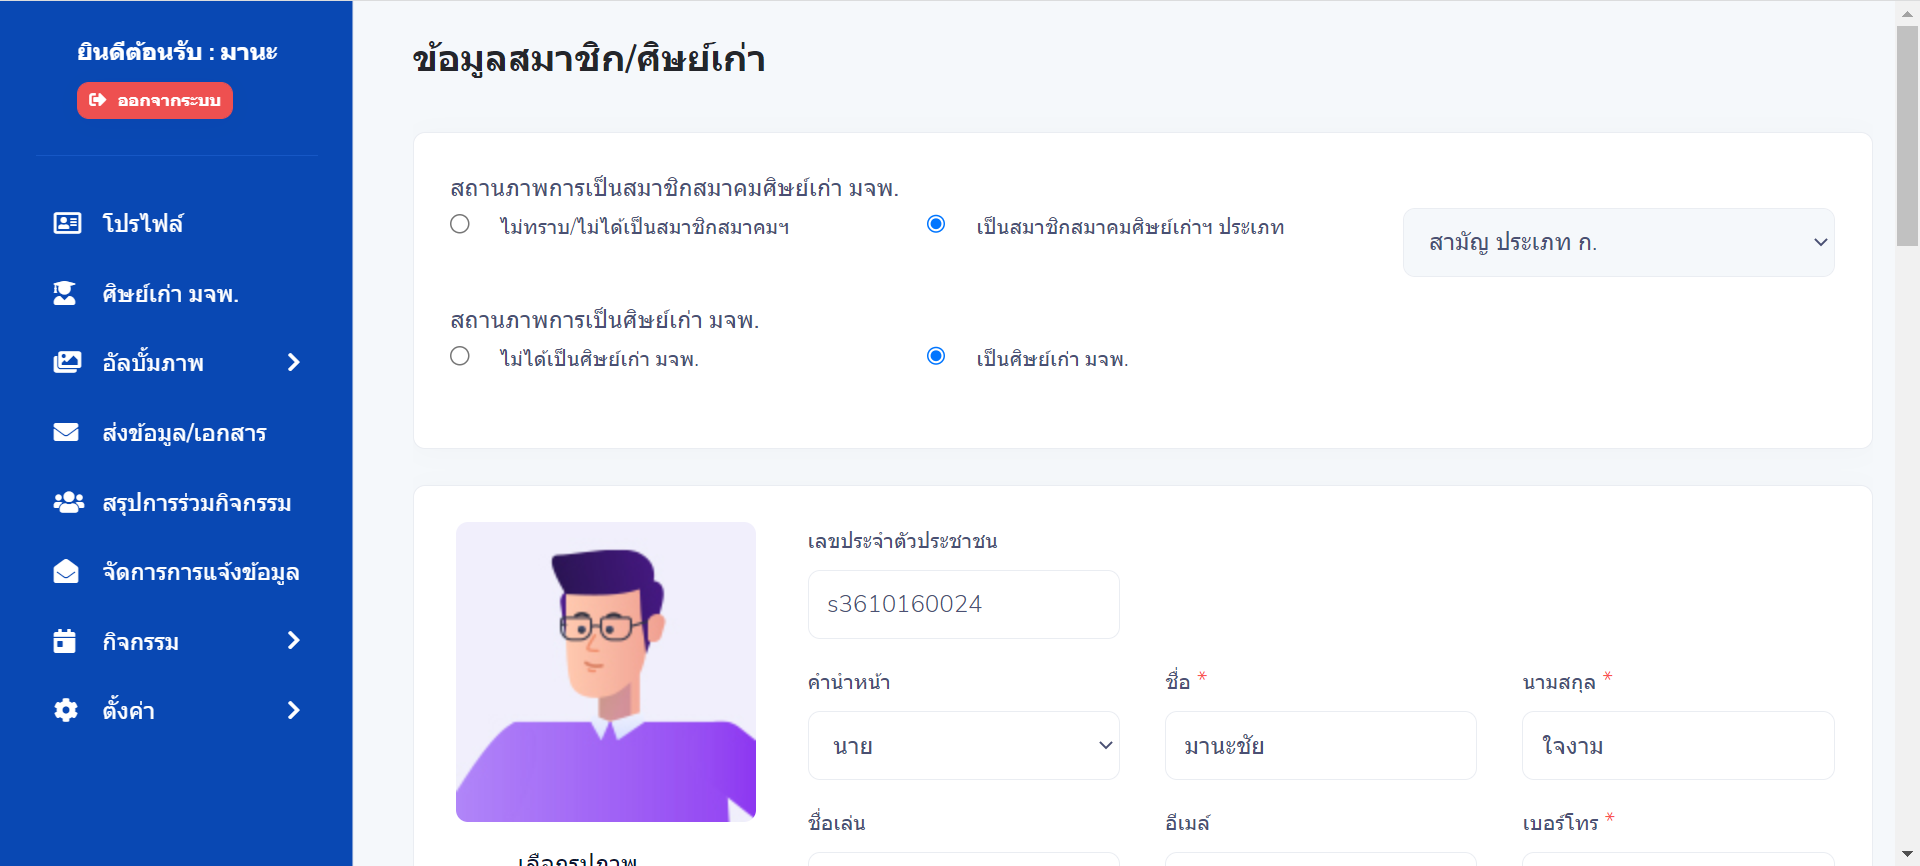 ยินดีต้อนรับ : มานะ
ออกจากระบบ
โปรไฟล์
ศิษย์เก่า มจพ.
อัลบั้มภาพ
ส่งข้อมูล/เอกสาร
สรุปการร่วมกิจกรรม
จัดการการแจ้งข้อมูล
กิจกรรม
ตั้งค่า
ข้อมูลสมาชิก/ศิษย์เก่า
สถานภาพการเป็นสมาชิกสมาคมศิษย์เก่า มจพ.
ไม่ทราบ/ไม่ได้เป็นสมาชิกสมาคมฯ
เป็นสมาชิกสมาคมศิษย์เก่าฯ ประเภท
สามัญ ประเภท ก.
สถานภาพการเป็นศิษย์เก่า มจพ.
ไม่ได้เป็นศิษย์เก่า มจพ.
เป็นศิษย์เก่า มจพ.
เลขประจำตัวประชาชน
s3610160024
คำนำหน้า
ชื่อ *
นามสกุล *
นาย
มานะชัย
ใจงาม
ชื่อเล่น
อีเมล์
เบอร์โทร *
เลือกรูปภาพ